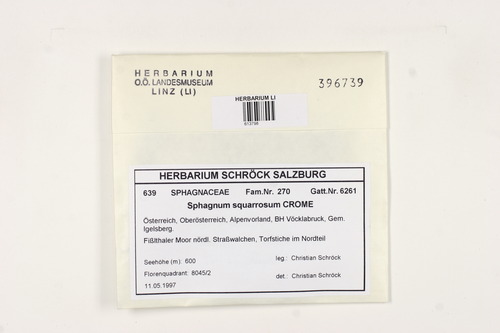 HERBARIUM
O.Ö. LANDESMUSEUM
LINZ (LI)
396739
HERBARIUM LI
HERBARIUM SCHRÖCK SALZBURG
639 SPHAGNACEAE Fam.Nr. 270 Gatt.Nr. 6261
Sphagnum squarrosum CROME
Österreich, Oberösterreich, Alpenvorland, BH Vöcklabruck, Gem.
Igelsberg.
Fißlthaler Moor nördl. Straßwalchen, Torfstiche im Nordteil
Seehöhe (m): 600 leg.: Christian Schröck
Florenquadrant: 8045/2
det.: Christian Schröck
11.05.1997